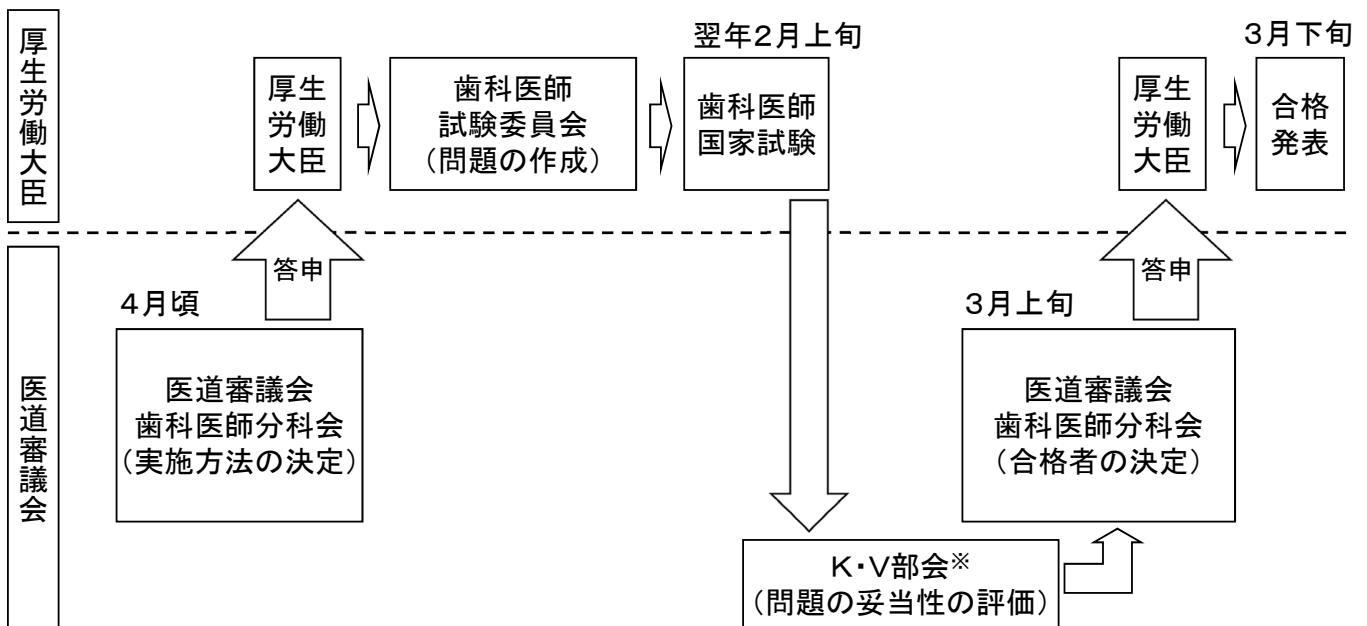 厚生労働大臣
翌年2月上旬
3月下旬
厚生
労働
大臣
歯科医師
試験委員会
（問題の作成）
歯科医師
国家試験
厚生
労働
大臣
合格
発表
答申
答申
4月頃
3月上旬
医道審議会
医道審議会
歯科医師分科会
（実施方法の決定）
医道審議会
歯科医師分科会
（合格者の決定）
K・V部会※
（問題の妥当性の評価）